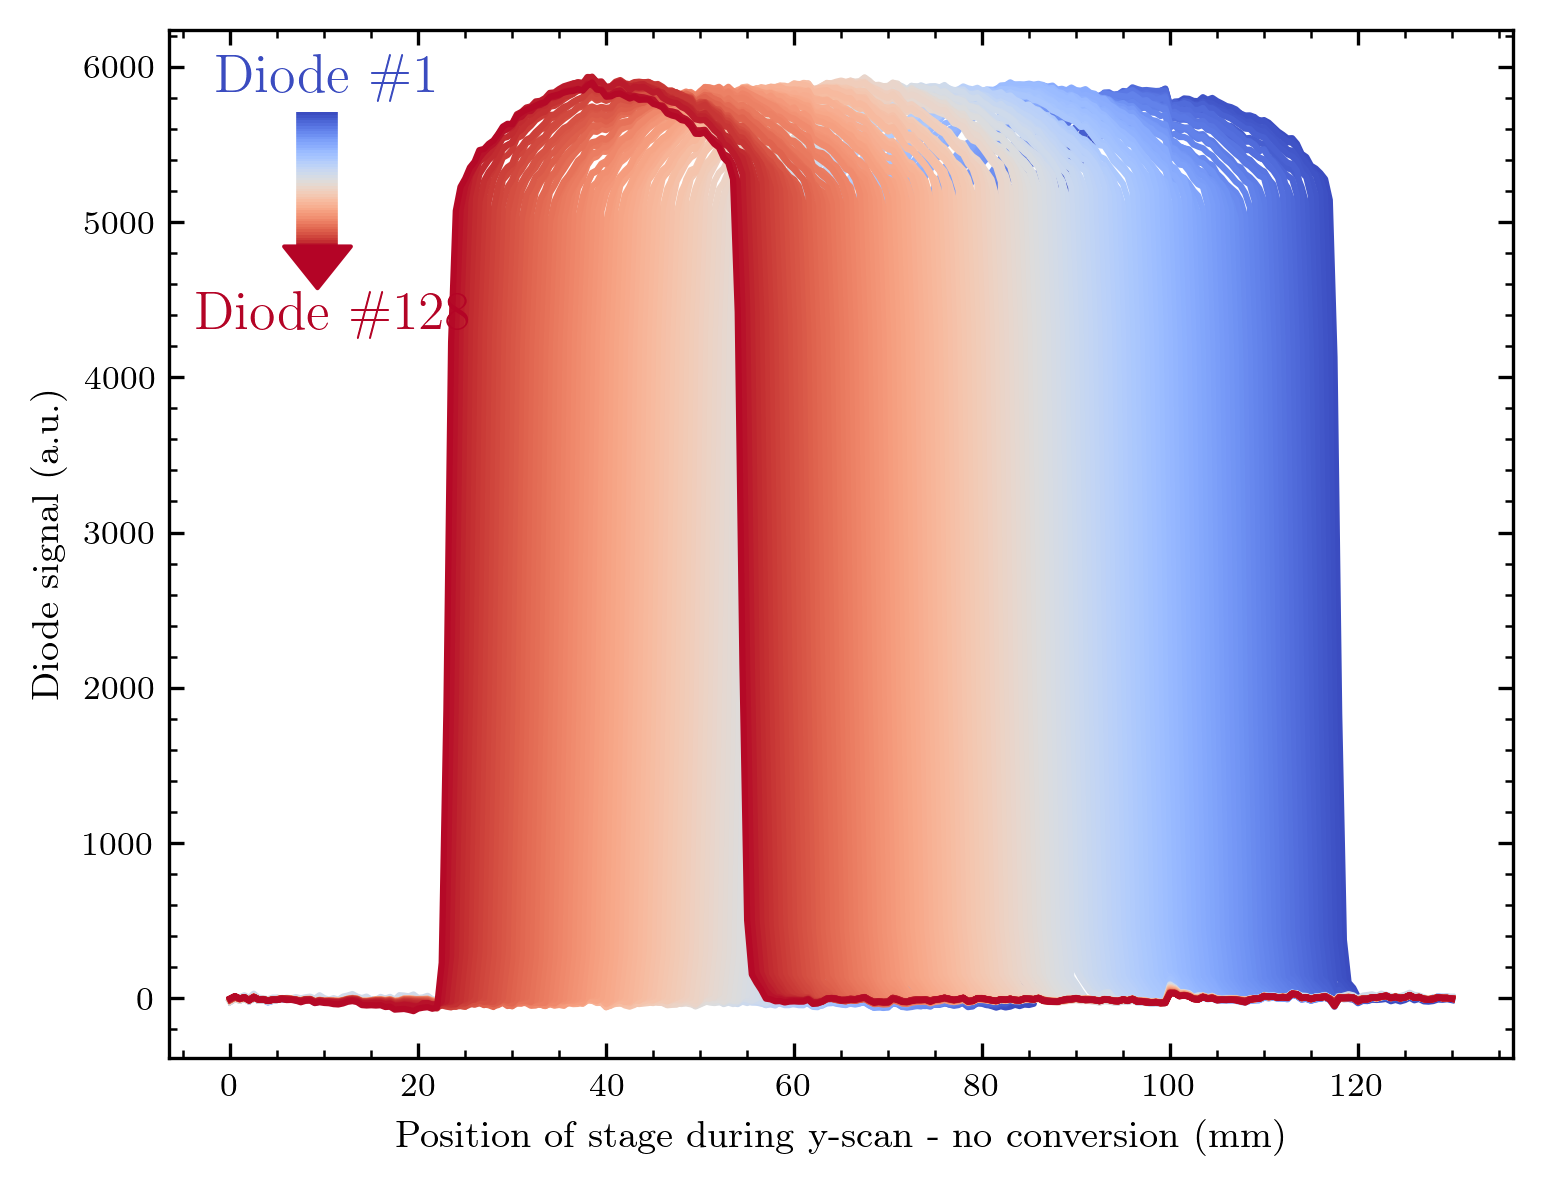 Diode #1
Diode #128
6000
5000
4000
3000
2000
1000
0
Diode signal (a.u.)
0 20 40 60 80 100 120
Position of stage during y-scan - no conversion (mm)